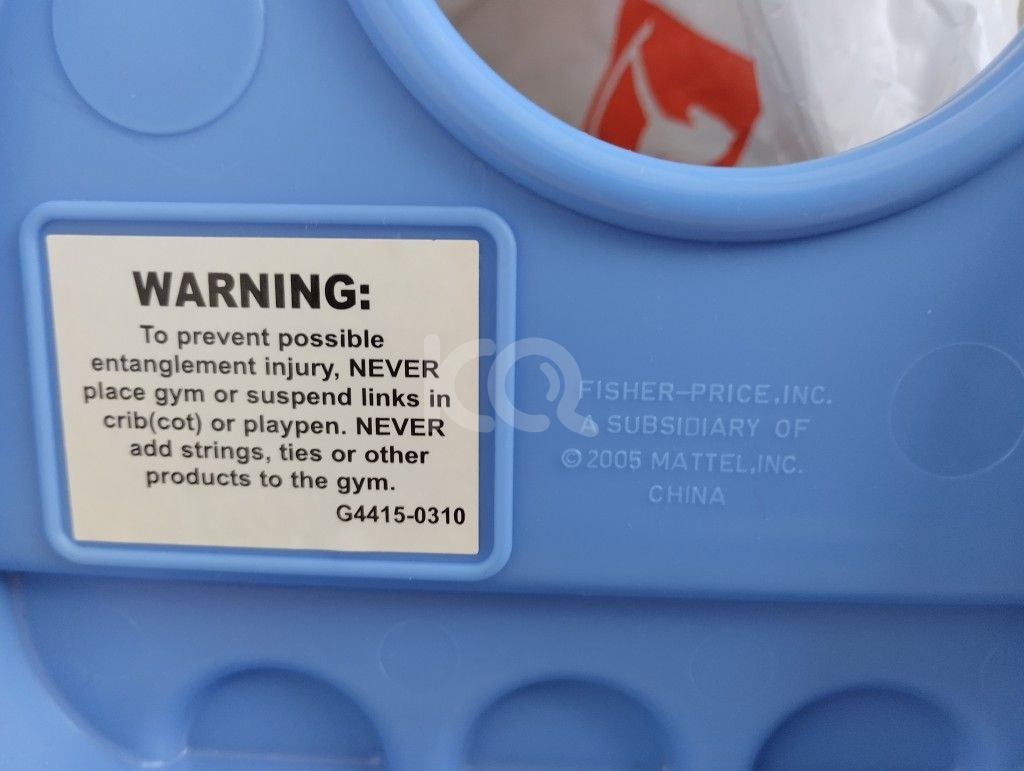 WARNING:
To prevent possible
entanglement injury, NEVER
place gym or suspend links in
crib(cot) or playpen. NEVER
add strings, ties or other
products to the gym.
G4415-0310
FISHER-PRICE, INC.
A SUBSIDIARY OF
© 2005 MATTEL, INC.
CHINA
ICQ